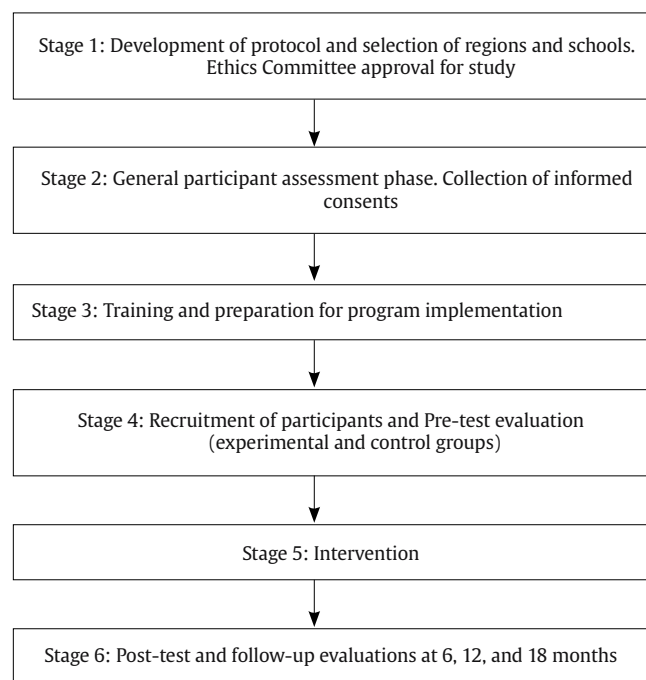 Stage 1: Development of protocol and selection of regions and schools.
Ethics Committee approval for study
Stage 2: General participant assessment phase. Collection of informed
consents
Stage 3: Training and preparation for program implementation
Stage 4: Recruitment of participants and Pre-test evaluation
(experimental and control groups)
Stage 5: Intervention
Stage 6: Post-test and follow-up evaluations at 6, 12, and 18 months